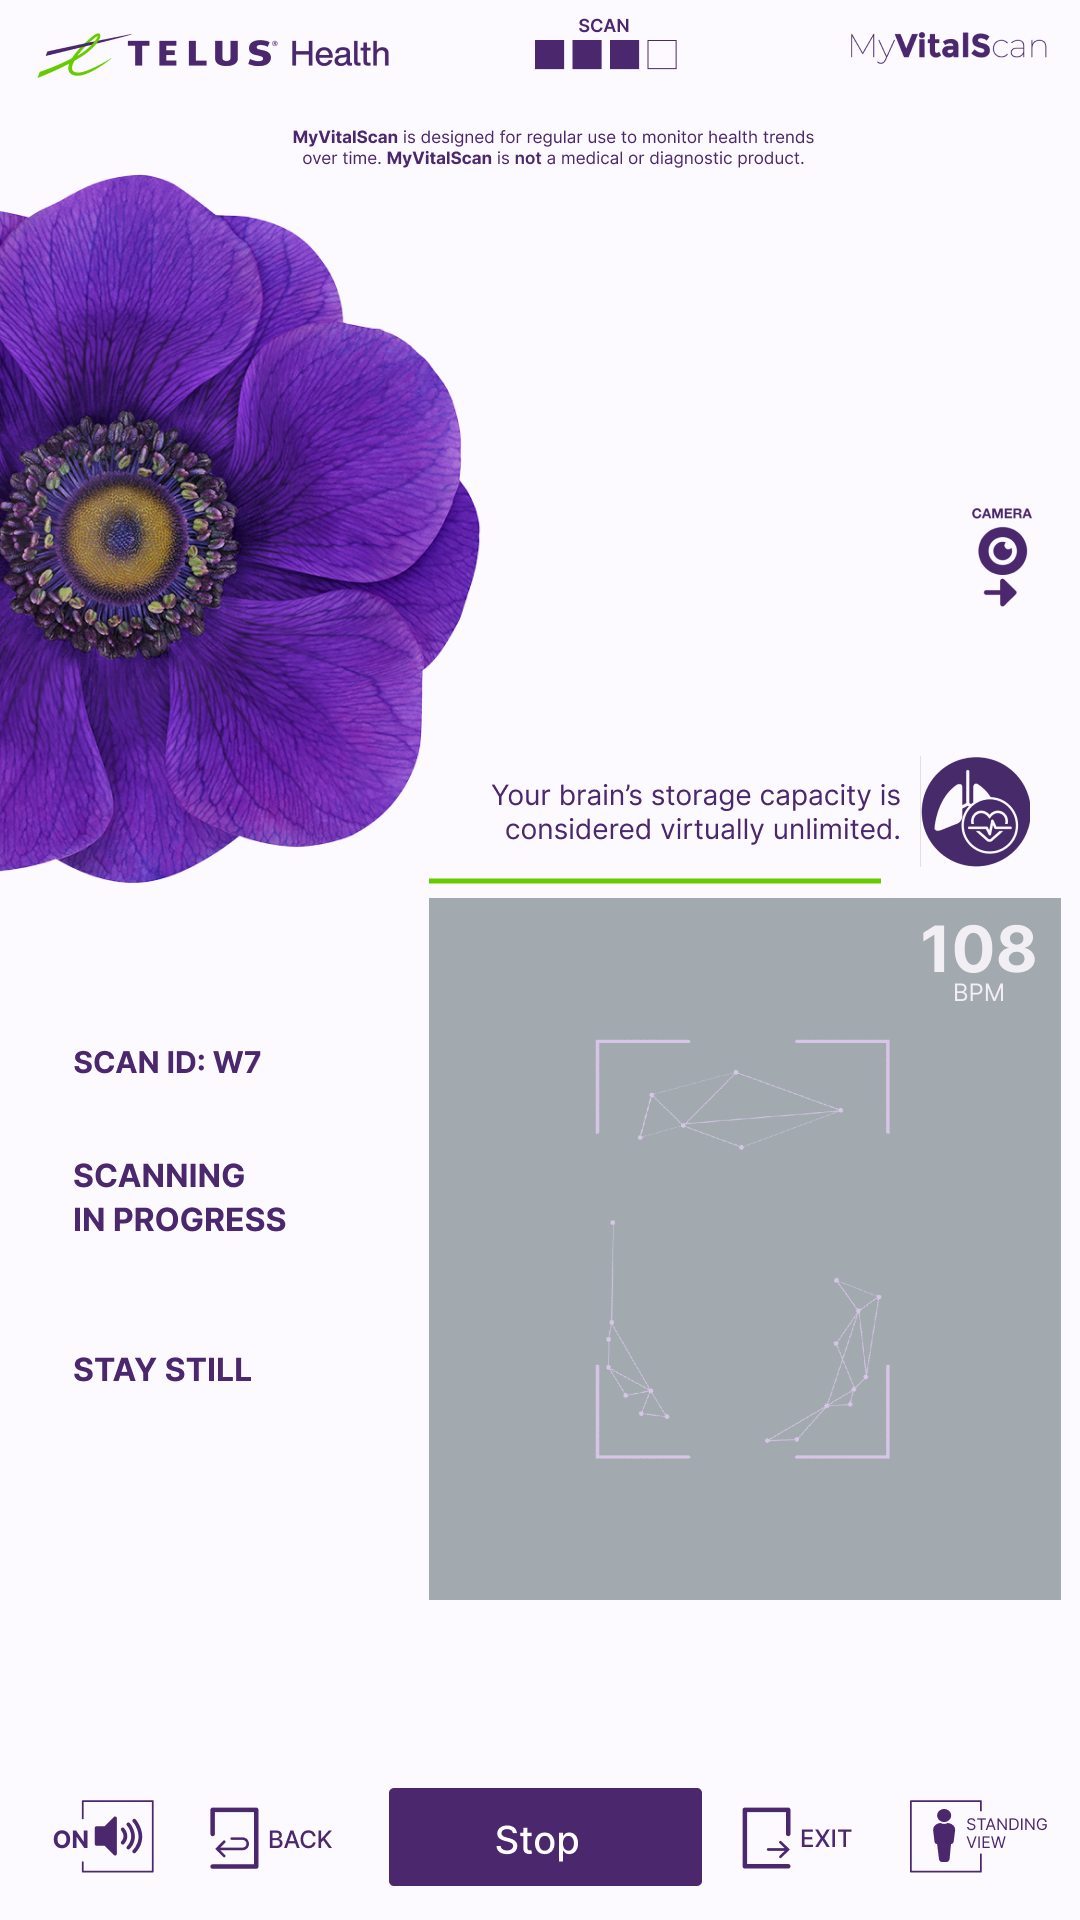 TELUS® Health
SCAN
MyVitalScan
MyVitalScan is designed for regular use to monitor health trends
over time. MyVitalScan is not a medical or diagnostic product.
CAMERA
Your brain’s storage capacity is
considered virtually unlimited.
108
BPM
SCAN ID: W7
SCANNING
IN PROGRESS
STAY STILL
ON
BACK
Stop
EXIT
STANDING
VIEW